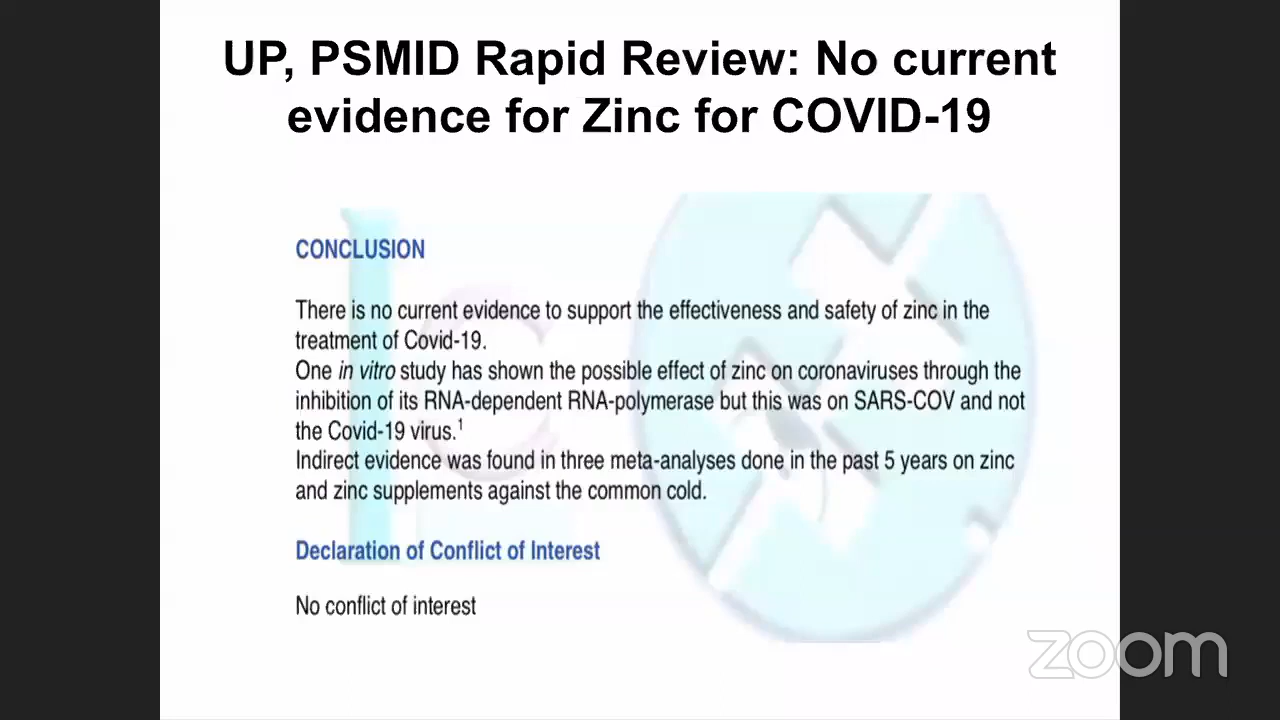 UP, PSMID Rapid Review: No current
evidence for Zinc for COVID-19
CONCLUSION
There is no current evidence to support the effectiveness and safety of zinc in the
treatment of Covid-19.
One in vitro study has shown the possible effect of zinc on coronaviruses through the
inhibition of its RNA-dependent RNA-polymerase but this was on SARS-COV and not
the Covid-19 virus.¹
Indirect evidence was found in three meta-analyses done in the past 5 years on zinc
and zinc supplements against the common cold.
Declaration of Conflict of Interest
No conflict of interest
zoom